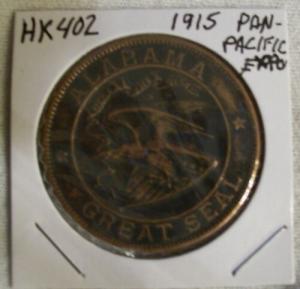 HK402 1915 PAN-
PACIFIC
EXPO
ALABAMA
GREAT SEAL